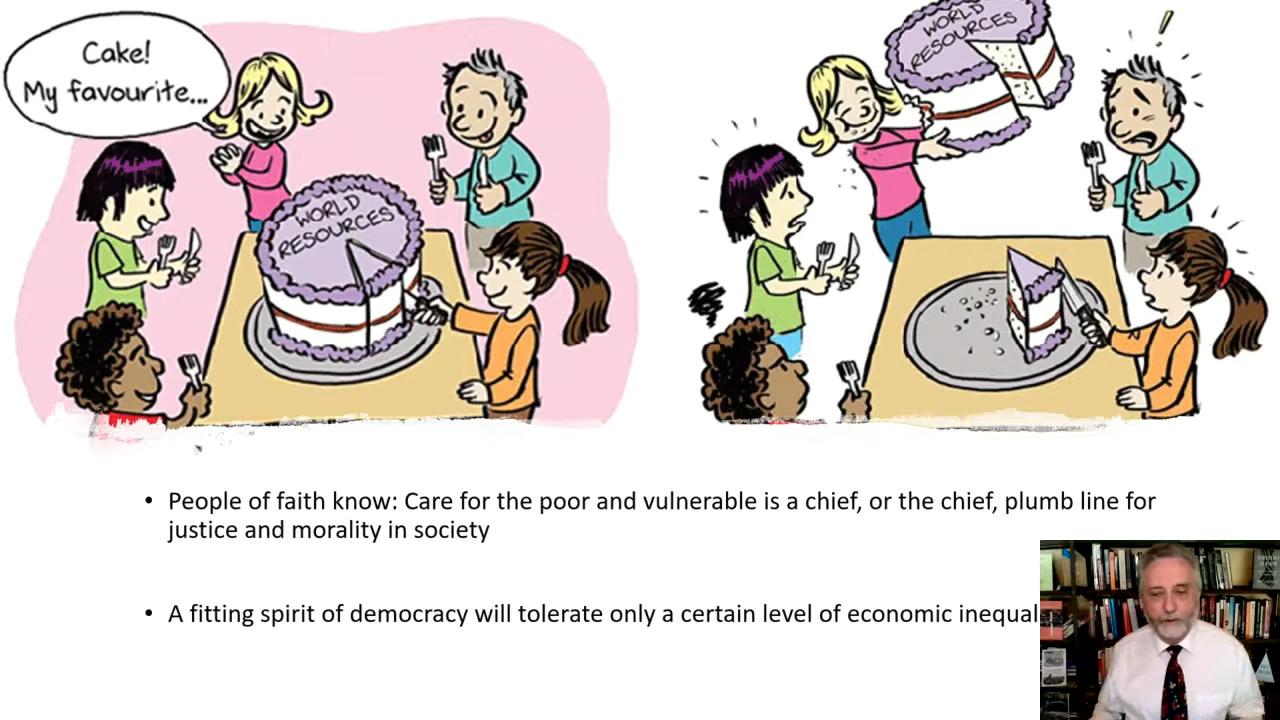 Cake!
My favourite...
WORLD
RESOURCES
WORLD
RESOURCES
• People of faith know: Care for the poor and vulnerable is a chief, or the chief, plumb line for
justice and morality in society
• A fitting spirit of democracy will tolerate only a certain level of economic inequal